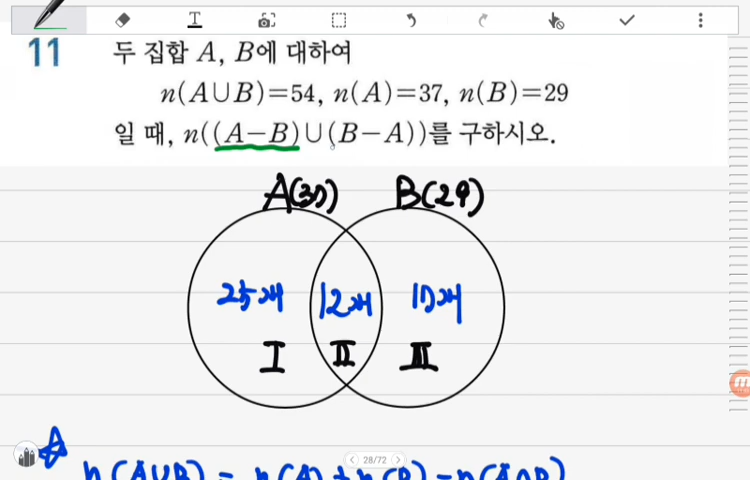 11 두 집합 A, B에 대하여
n(A∪B)=54, n(A)=37, n(B)=29
일 때, n((A−B)∪(B−A))를 구하시오.
A(37) B(29)
25개 12개 17개
I II III
28/72
☆
n(A∪B) = n(A) + n(B) − n(A∩B)